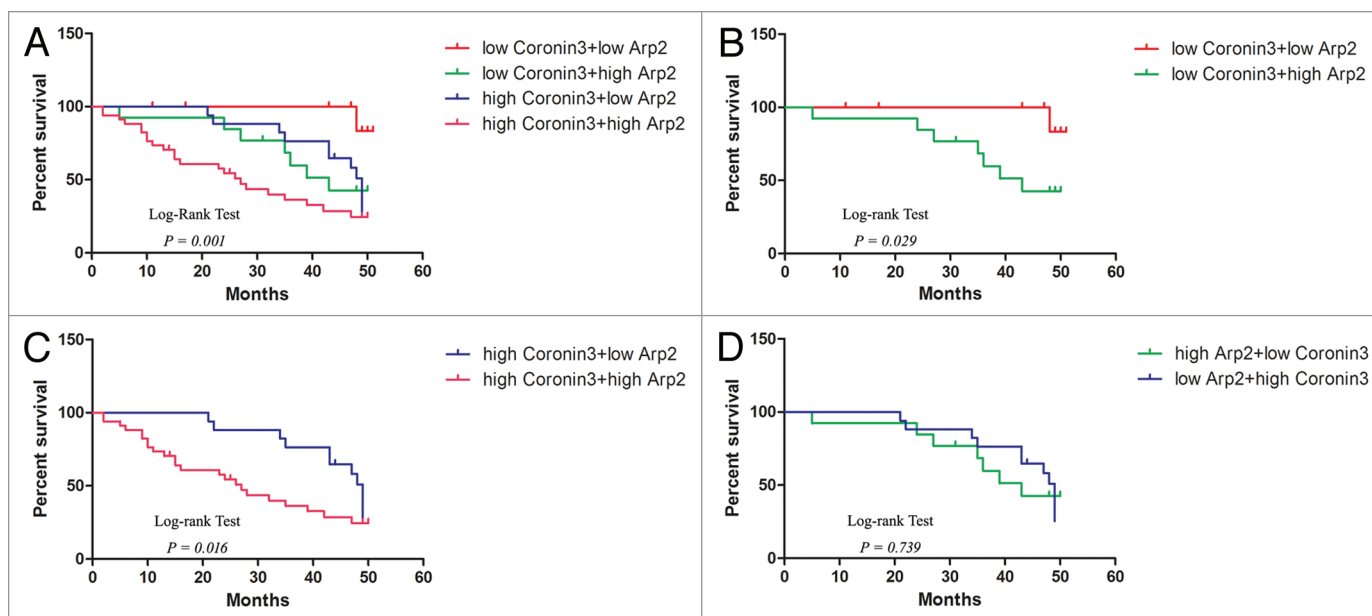 A
150
100
50
0
Percent survival
0 10 20 30 40 50 60
Months
low Coronin3+low Arp2
low Coronin3+high Arp2
high Coronin3+low Arp2
high Coronin3+high Arp2
Log-Rank Test
P = 0.001
B
150
100
50
0
Percent survival
0 10 20 30 40 50 60
Months
low Coronin3+low Arp2
low Coronin3+high Arp2
Log-rank Test
P = 0.029
C
150
100
50
0
Percent survival
0 10 20 30 40 50 60
Months
high Coronin3+low Arp2
high Coronin3+high Arp2
Log-rank Test
P = 0.016
D
150
100
50
0
Percent survival
0 10 20 30 40 50 60
Months
high Arp2+low Coronin3
low Arp2+high Coronin3
Log-rank Test
P = 0.739